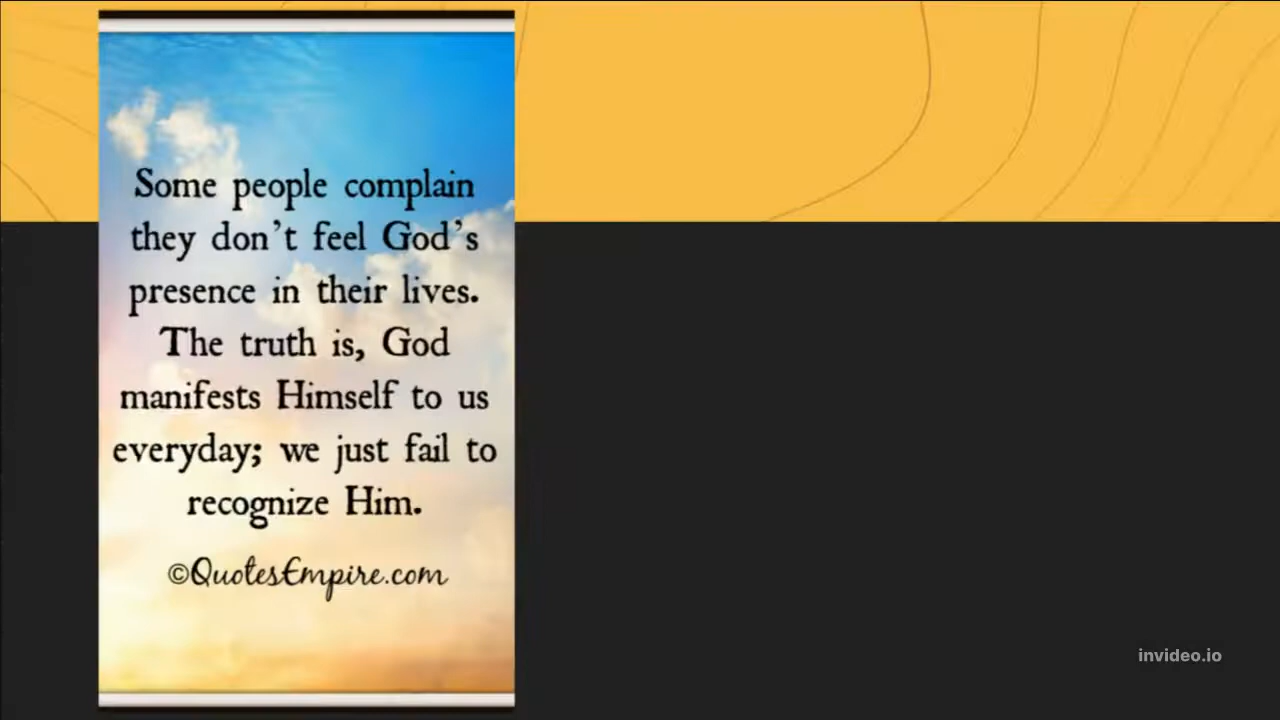 Some people complain
they don’t feel God’s
presence in their lives.
The truth is, God
manifests Himself to us
everyday; we just fail to
recognize Him.
©QuotesEmpire.com
invideo.io